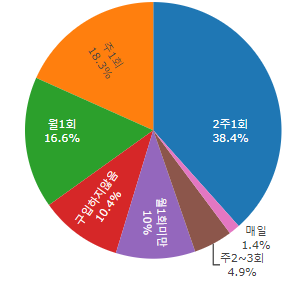 주1회
18.3%
2주1회
38.4%
월1회
16.6%
구입하지않음
10.4%
월1회미만
10%
매일
1.4%
주2~3회
4.9%